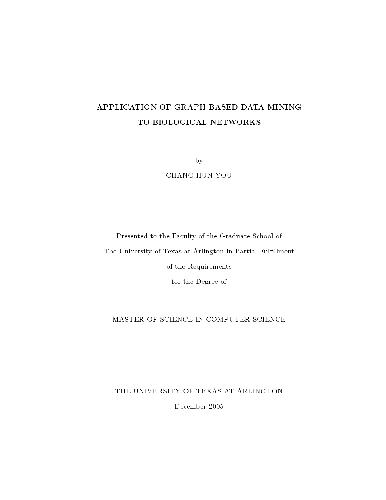 APPLICATION OF GRAPH BASED DATA MINING
TO BIOLOGICAL NETWORKS
by
CHANG HUN YOU
Presented to the Faculty of the Graduate School of
The University of Texas at Arlington in Partial Fulfillment
of the Requirements
for the Degree of
MASTER OF SCIENCE IN COMPUTER SCIENCE
THE UNIVERSITY OF TEXAS AT ARLINGTON
December 2005